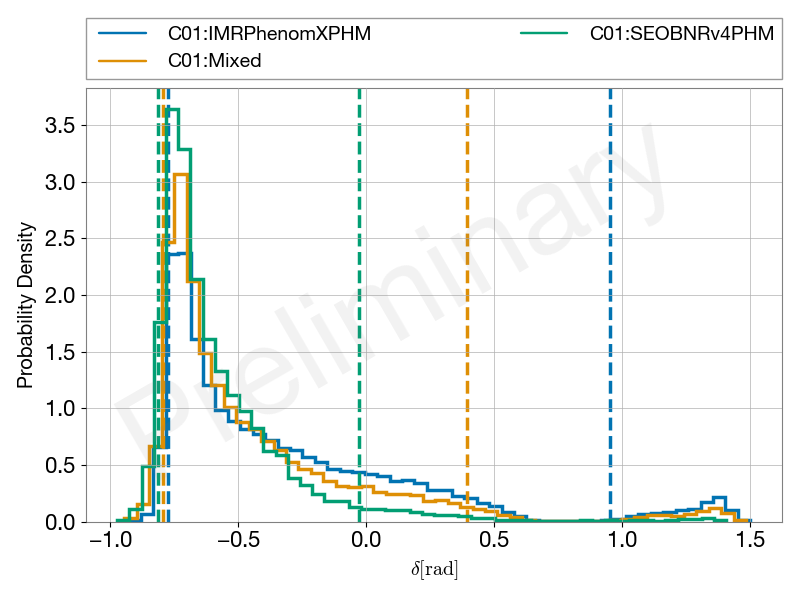 C01:IMRPhenomXPHM
C01:Mixed
C01:SEOBNRv4PHM
3.5
3.0
2.5
2.0
1.5
1.0
0.5
0.0
Probability Density
Preliminary
−1.0 −0.5 0.0 0.5 1.0 1.5
δ[rad]